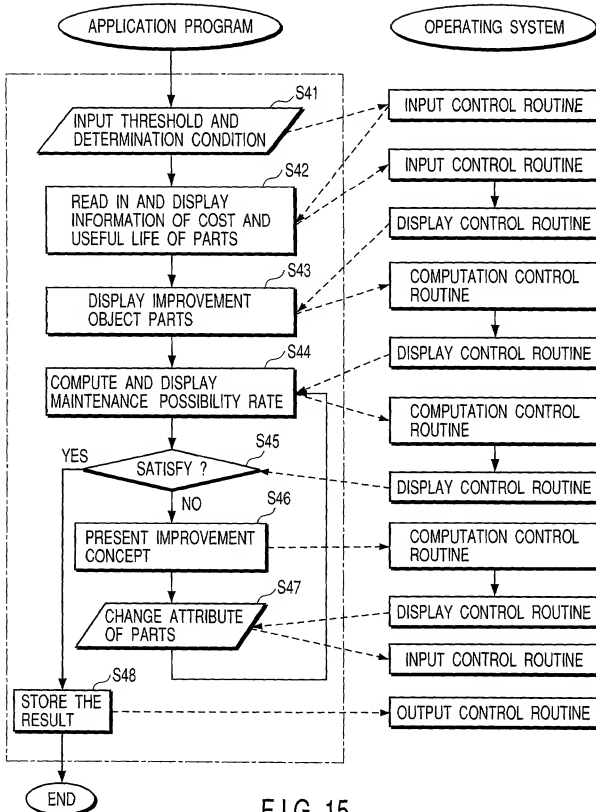 APPLICATION PROGRAM
OPERATING SYSTEM
S41
INPUT THRESHOLD AND
DETERMINATION CONDITION
INPUT CONTROL ROUTINE
S42
READ IN AND DISPLAY
INFORMATION OF COST AND
USEFUL LIFE OF PARTS
INPUT CONTROL ROUTINE
DISPLAY CONTROL ROUTINE
S43
DISPLAY IMPROVEMENT
OBJECT PARTS
COMPUTATION CONTROL
ROUTINE
S44
COMPUTE AND DISPLAY
MAINTENANCE POSSIBILITY RATE
DISPLAY CONTROL ROUTINE
COMPUTATION CONTROL
ROUTINE
S45
YES
SATISFY ?
NO
DISPLAY CONTROL ROUTINE
S46
PRESENT IMPROVEMENT
CONCEPT
COMPUTATION CONTROL
ROUTINE
S47
CHANGE ATTRIBUTE
OF PARTS
DISPLAY CONTROL ROUTINE
INPUT CONTROL ROUTINE
S48
STORE THE
RESULT
OUTPUT CONTROL ROUTINE
END
FIG. 15